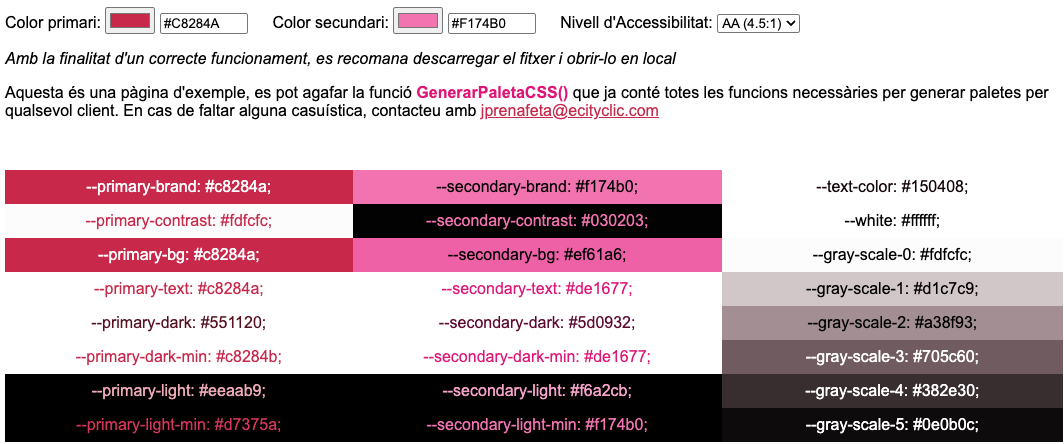 Color primari: #C8284A Color secundari: #F174B0 Nivell d'Accessibilitat: AA (4.5:1)
Amb la finalitat d'un correcte funcionament, es recomana descarregar el fitxer i obrir-lo en local
Aquesta és una pàgina d'exemple, es pot agafar la funció GenerarPaletaCSS() que ja conté totes les funcions necessàries per generar paletes per
qualsevol client. En cas de faltar alguna casuística, contacteu amb jprenafeta@ecityclic.com
--primary-brand: #c8284a; --secondary-brand: #f174b0; --text-color: #150408;
--primary-contrast: #fdfcfc; --secondary-contrast: #030203; --white: #ffffff;
--primary-bg: #c8284a; --secondary-bg: #ef61a6; --gray-scale-0: #fdfcfc;
--primary-text: #c8284a; --secondary-text: #de1677; --gray-scale-1: #d1c7c9;
--primary-dark: #551120; --secondary-dark: #5d0932; --gray-scale-2: #a38f93;
--primary-dark-min: #c8284b; --secondary-dark-min: #de1677; --gray-scale-3: #705c60;
--primary-light: #eeaab9; --secondary-light: #f6a2cb; --gray-scale-4: #382e30;
--primary-light-min: #d7375a; --secondary-light-min: #f174b0; --gray-scale-5: #0e0b0c;